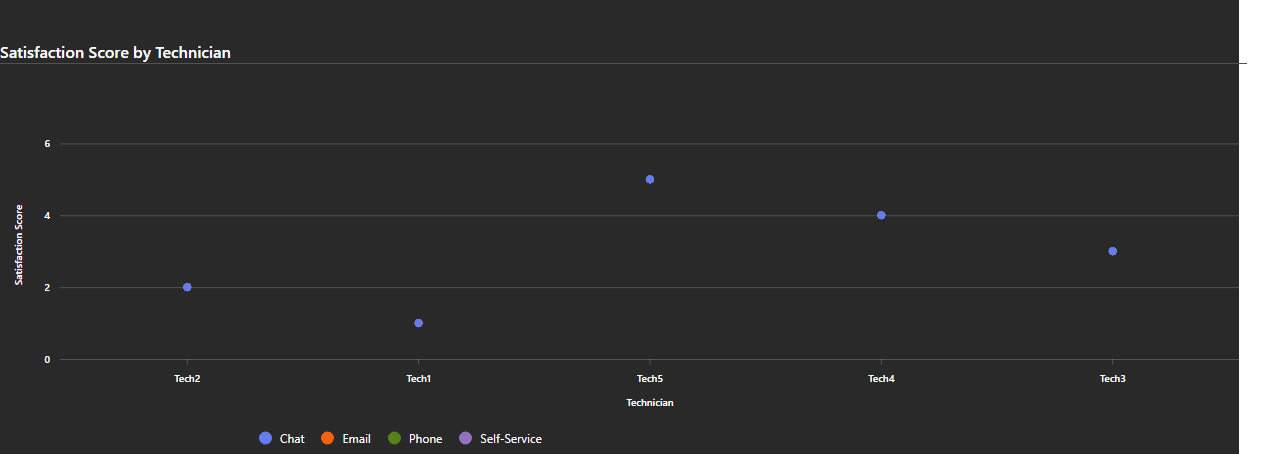 Satisfaction Score by Technician
6
4
2
0
Satisfaction Score
Tech2 Tech1 Tech5 Tech4 Tech3
Technician
Chat Email Phone Self-Service